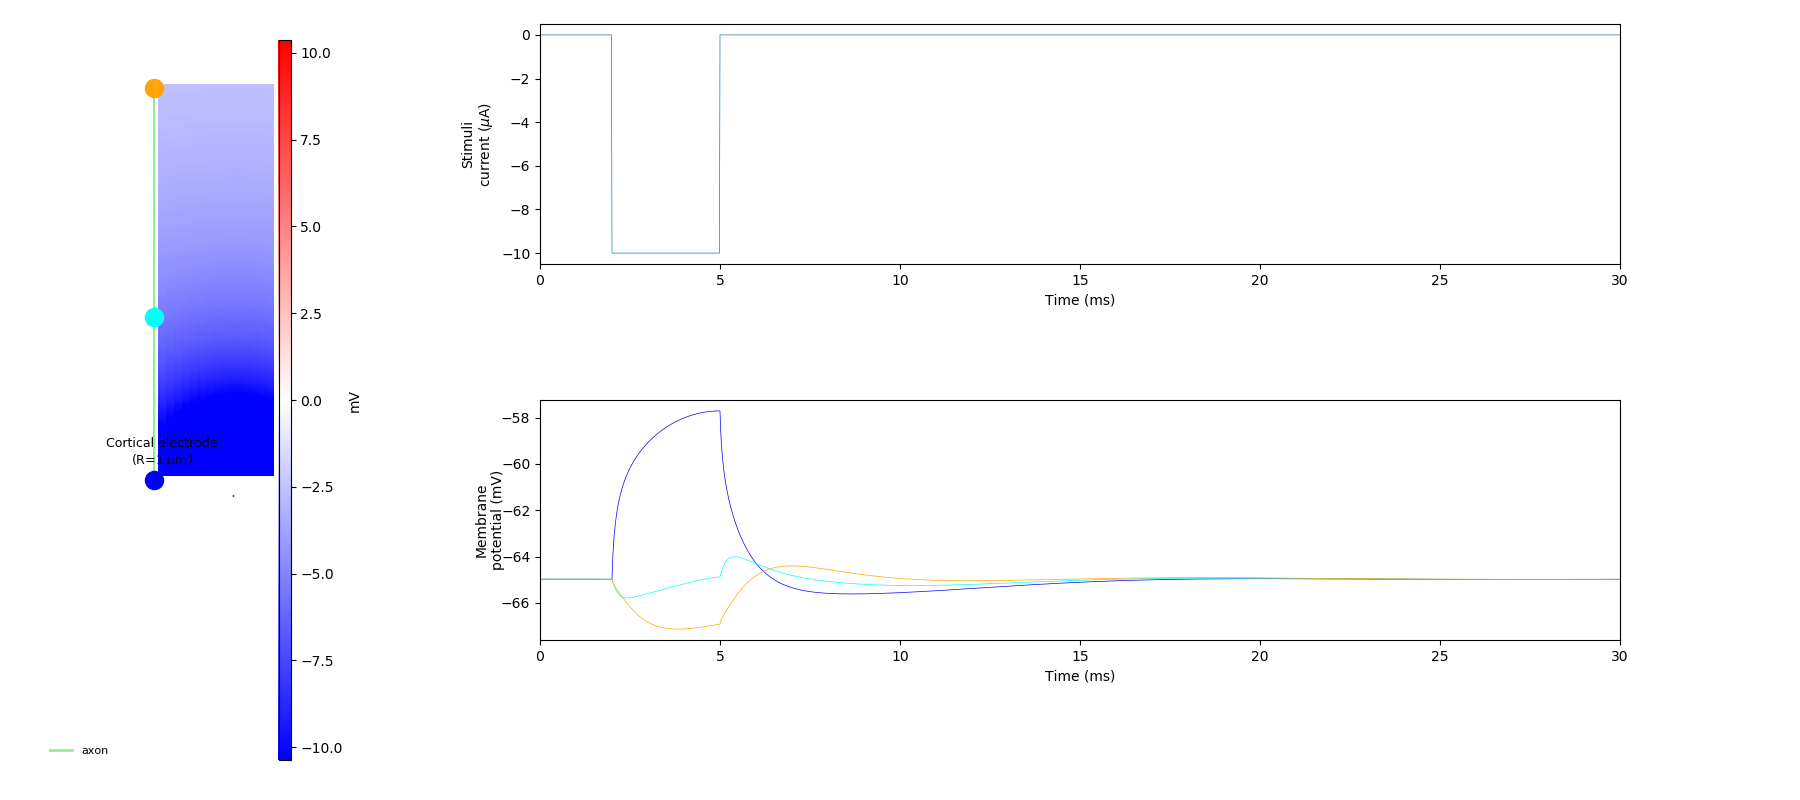 10.0
7.5
5.0
2.5
0.0
−2.5
−5.0
−7.5
−10.0
mV
Cortical electrode
(R=1 μm)
axon
0
−2
−4
−6
−8
−10
Stimuli
current (μA)
0 5 10 15 20 25 30
Time (ms)
−58
−60
−62
−64
−66
Membrane
potential (mV)
0 5 10 15 20 25 30
Time (ms)